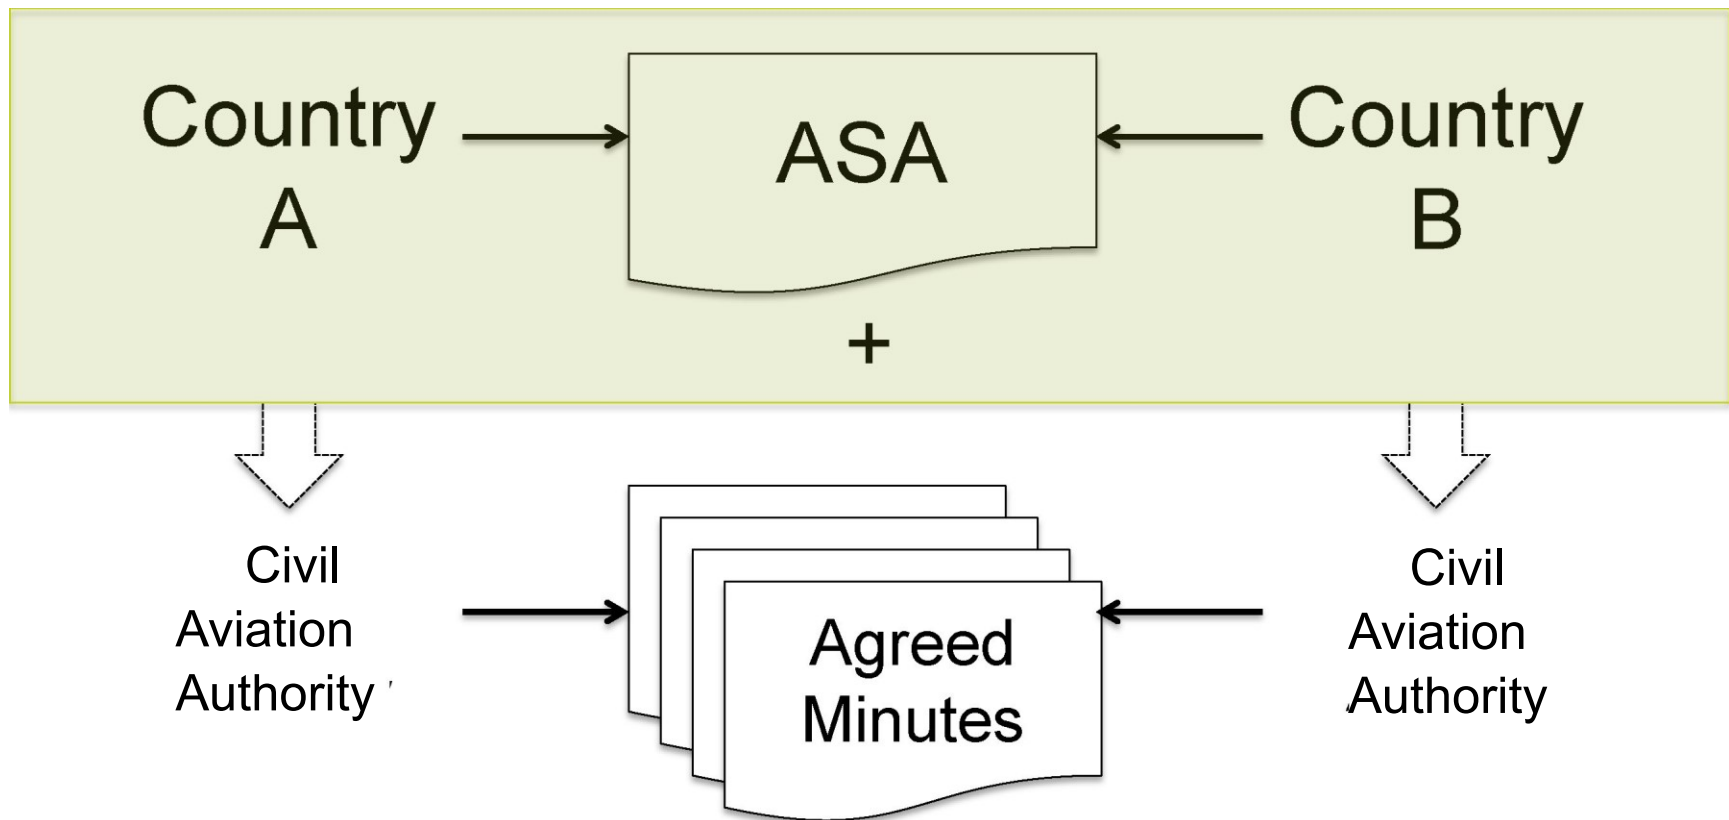 Country
A
ASA
Country
B
+
Civil
Aviation
Authority
Agreed
Minutes
Civil
Aviation
Authority